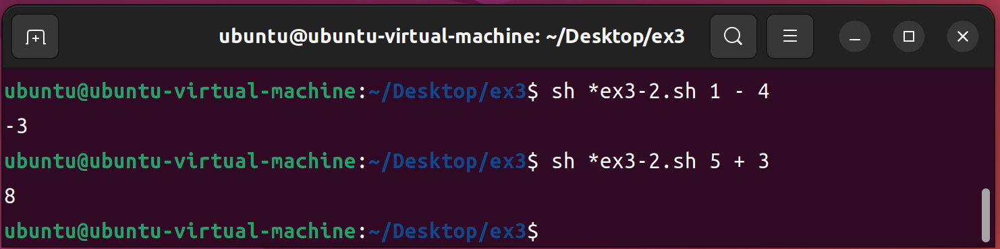 ubuntu@ubuntu-virtual-machine: ~/Desktop/ex3
ubuntu@ubuntu-virtual-machine:~/Desktop/ex3$ sh *ex3-2.sh 1 - 4
-3
ubuntu@ubuntu-virtual-machine:~/Desktop/ex3$ sh *ex3-2.sh 5 + 3
8
ubuntu@ubuntu-virtual-machine:~/Desktop/ex3$